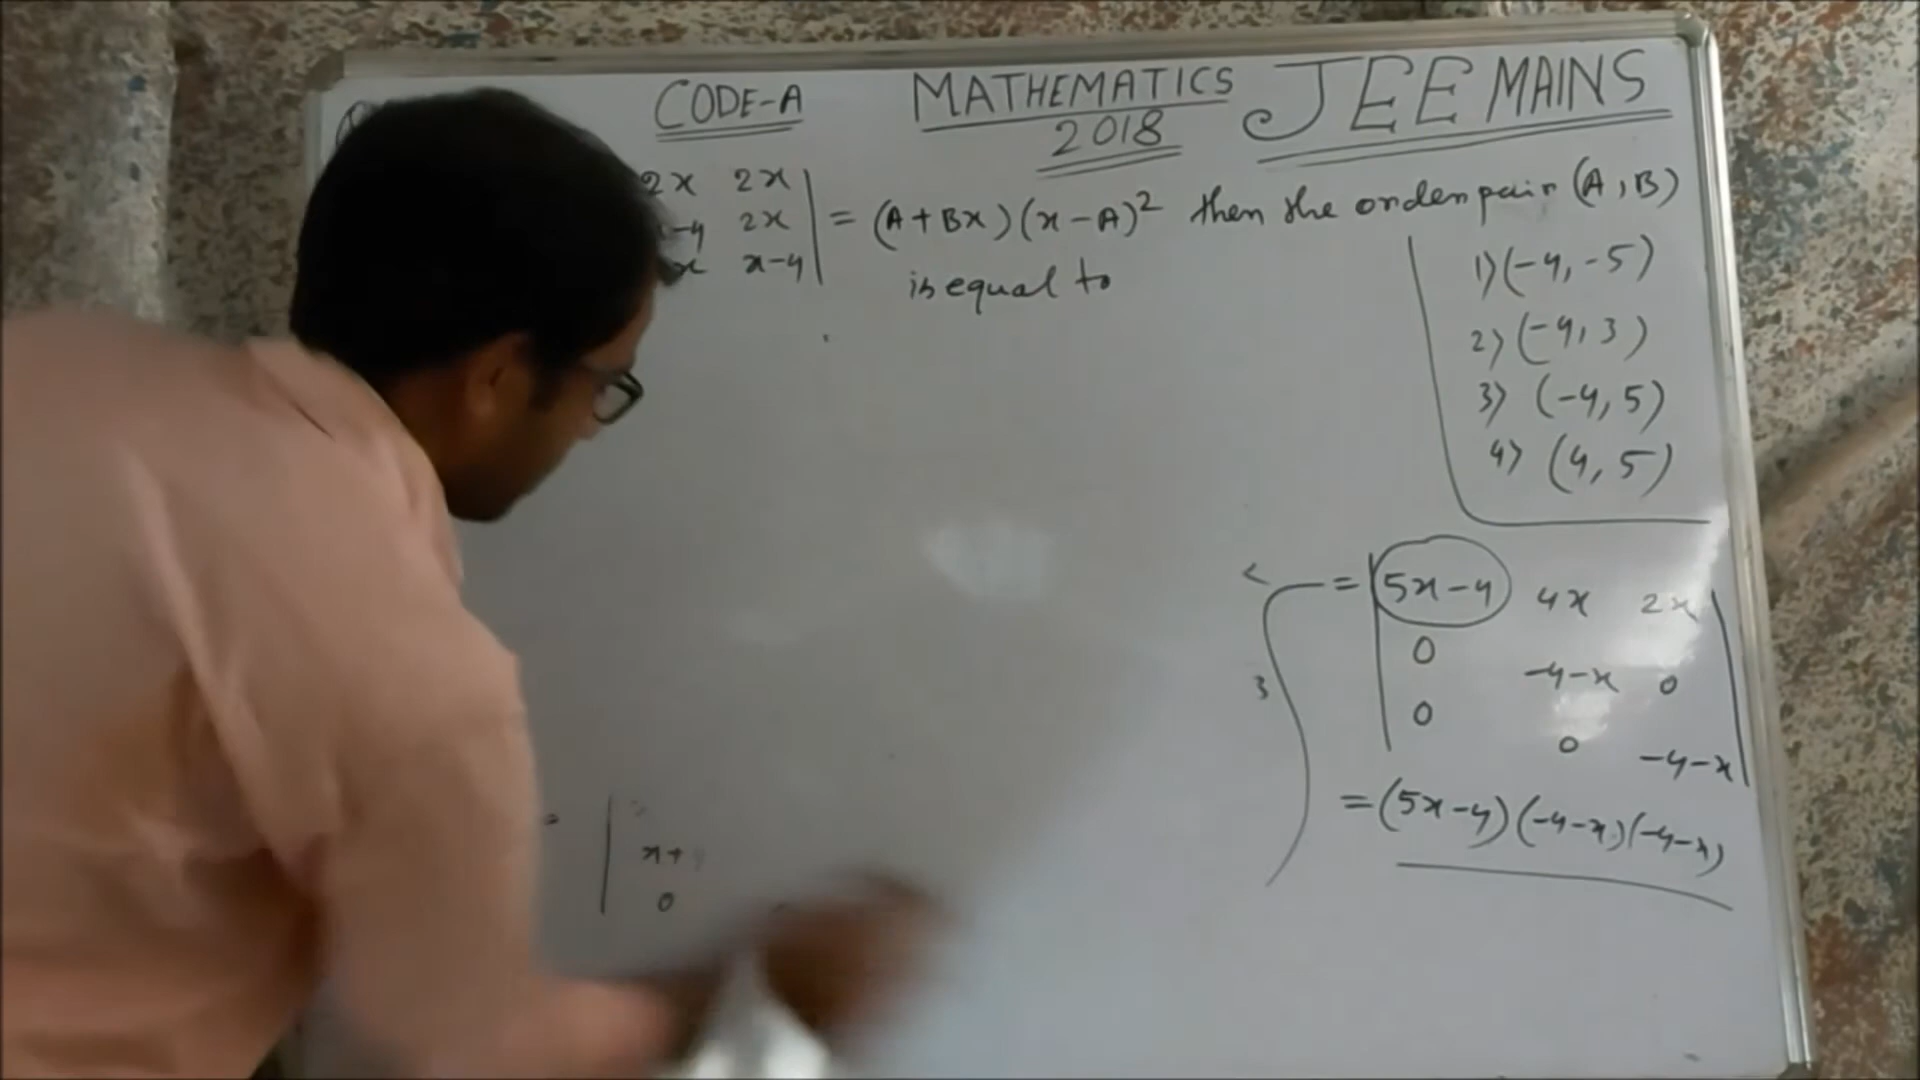 CODE-A MATHEMATICS JEE MAINS
2018
2x 2x
-4 2x = (A+Bx)(x-A)² then the ordenpair (A,B)
x x-4 is equal to
1) (-4,-5)
2) (-4,3)
3) (-4,5)
4) (4,5)
= 5x-4 4x 2x
0 -4-x 0
0 0 -4-x
= (5x-4)(-4-x)(-4-x)
3
x+
0